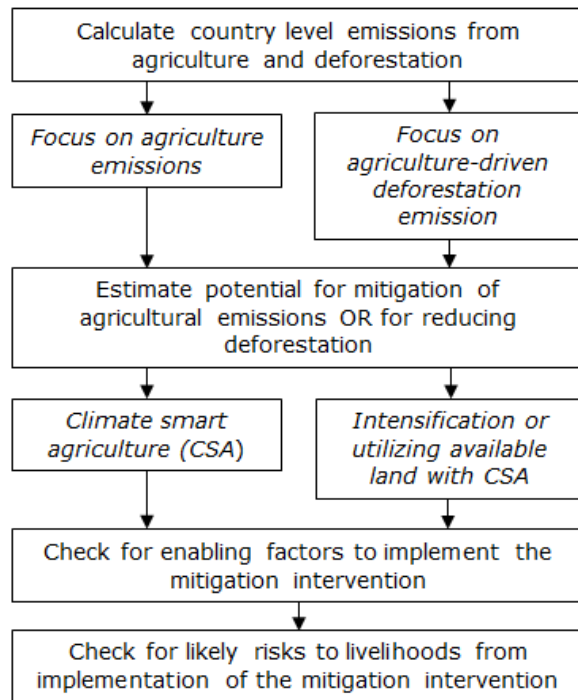 Calculate country level emissions from
agriculture and deforestation
Focus on agriculture
emissions
Focus on
agriculture-driven
deforestation
emission
Estimate potential for mitigation of
agricultural emissions OR for reducing
deforestation
Climate smart
agriculture (CSA)
Intensification or
utilizing available
land with CSA
Check for enabling factors to implement the
mitigation intervention
Check for likely risks to livelihoods from
implementation of the mitigation intervention